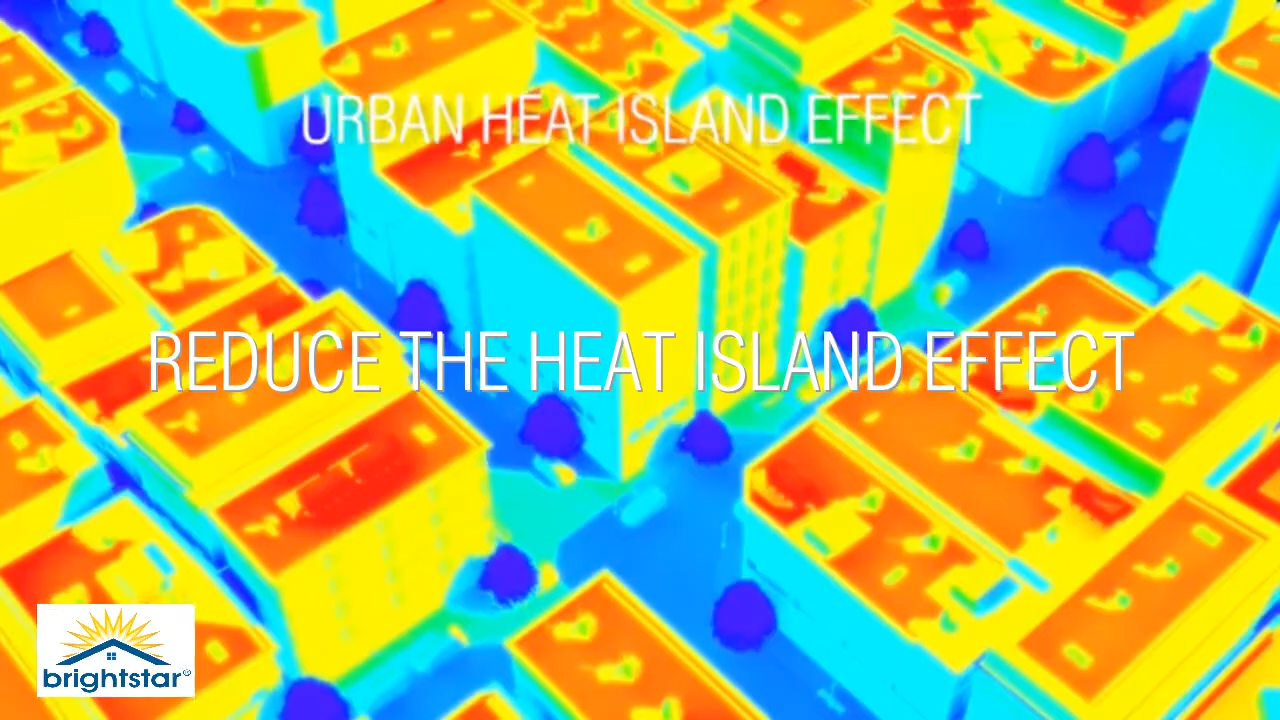 URBAN HEAT ISLAND EFFECT
REDUCE THE HEAT ISLAND EFFECT
brightstar®